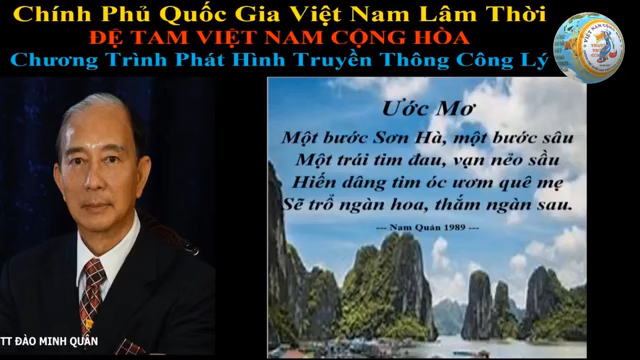 Chính Phủ Quốc Gia Việt Nam Lâm Thời
ĐỆ TAM VIỆT NAM CỘNG HÒA
Chương Trình Phát Hình Truyền Thông Công Lý
Ước Mơ
Một bước Sơn Hà, một bước sâu
Một trái tim đau, vạn nẻo sầu
Hiến dâng tim óc ươm quê mẹ
Sẽ trổ ngàn hoa, thắm ngàn sau.
--- Nam Quán 1989 ---
TT ĐÀO MINH QUÂN